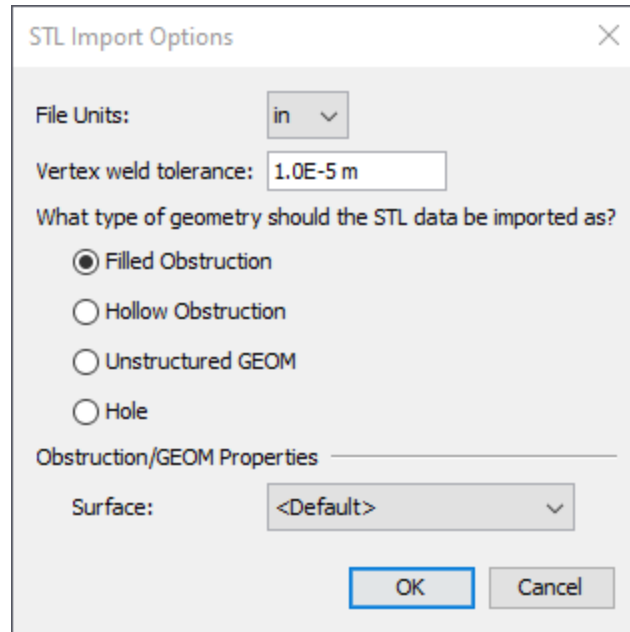 STL Import Options
File Units: in
Vertex weld tolerance: 1.0E-5 m
What type of geometry should the STL data be imported as?
Filled Obstruction
Hollow Obstruction
Unstructured GEOM
Hole
Obstruction/GEOM Properties
Surface: <Default>
OK Cancel